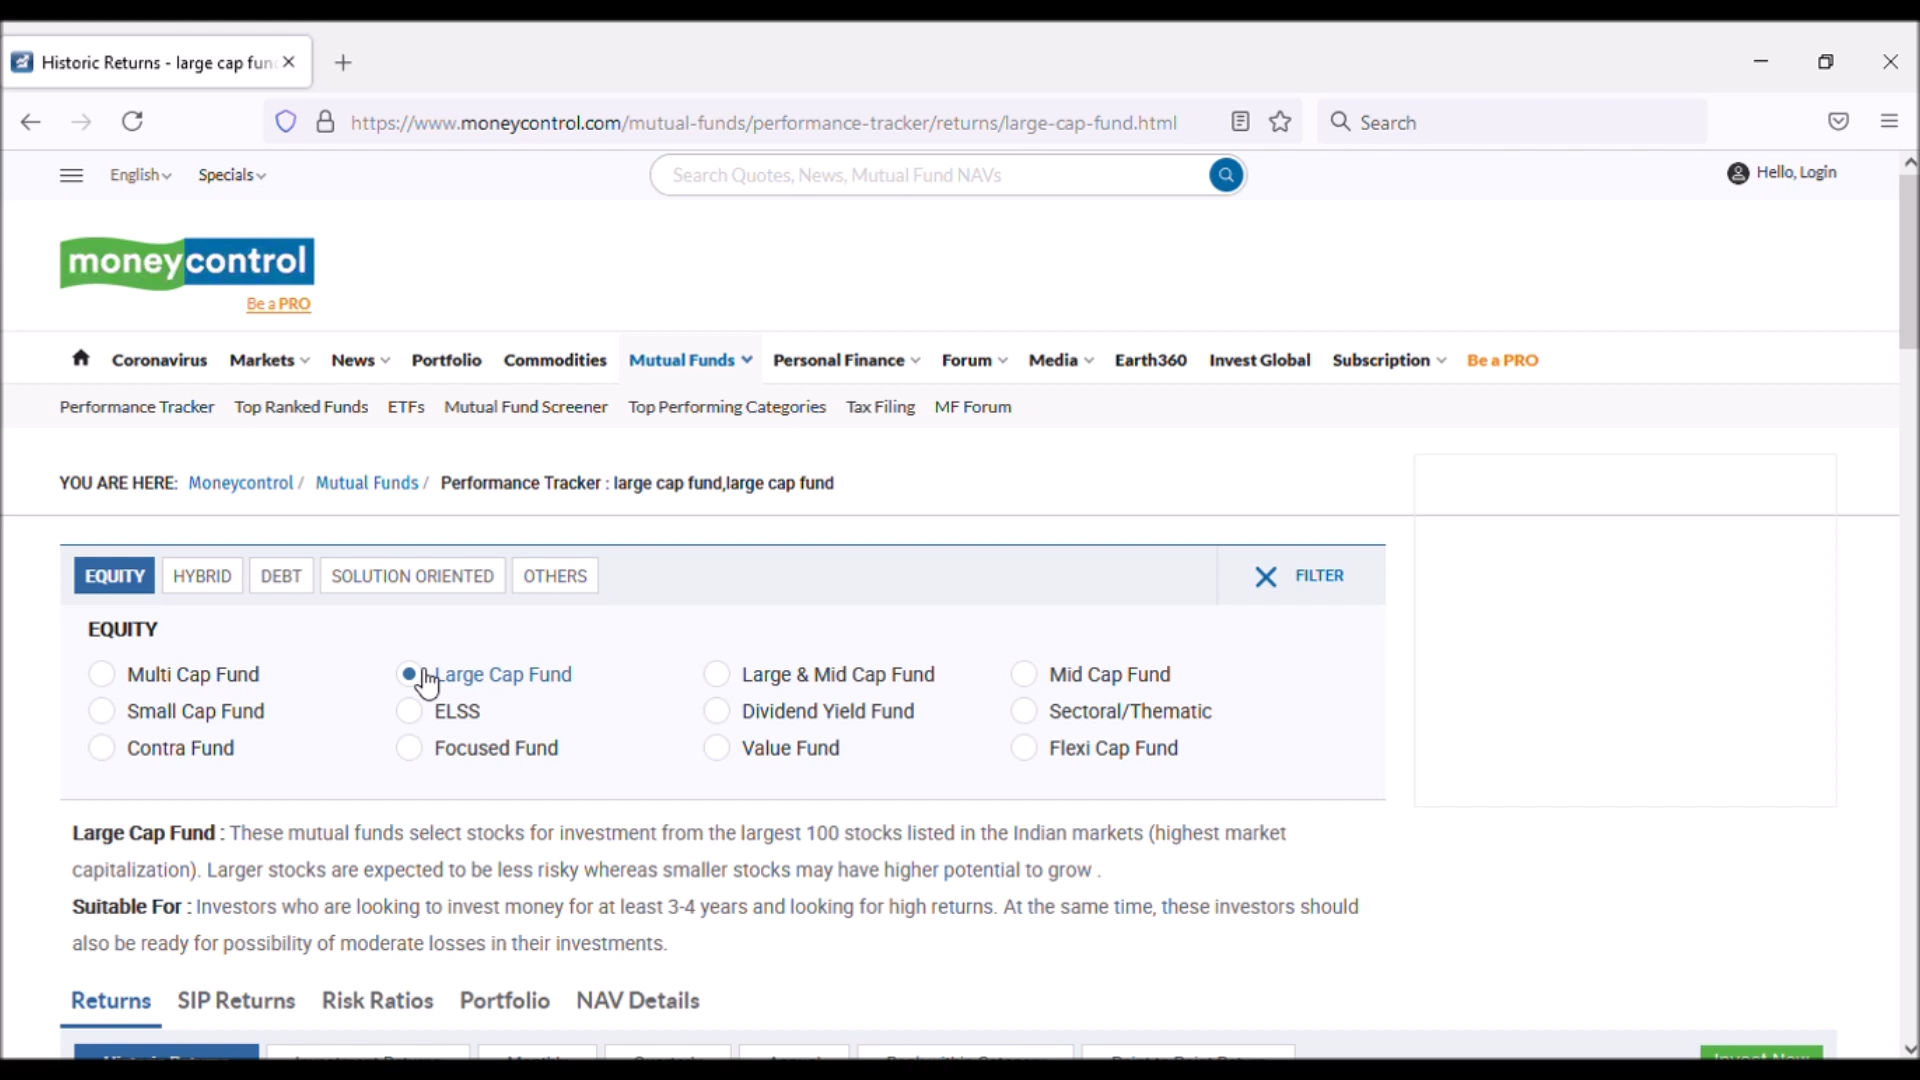 Historic Returns - large cap fun
https://www.moneycontrol.com/mutual-funds/performance-tracker/returns/large-cap-fund.html
Search
English
Specials
Search Quotes, News, Mutual Fund NAVs
Hello, Login
moneycontrol
Be a PRO
Coronavirus Markets News Portfolio Commodities Mutual Funds Personal Finance Forum Media Earth360 Invest Global Subscription Be a PRO
Performance Tracker Top Ranked Funds ETFs Mutual Fund Screener Top Performing Categories Tax Filing MF Forum
YOU ARE HERE: Moneycontrol / Mutual Funds / Performance Tracker : large cap fund,large cap fund
EQUITY HYBRID DEBT SOLUTION ORIENTED OTHERS FILTER
EQUITY
Multi Cap Fund Large Cap Fund Large & Mid Cap Fund Mid Cap Fund
Small Cap Fund ELSS Dividend Yield Fund Sectoral/Thematic
Contra Fund Focused Fund Value Fund Flexi Cap Fund
Large Cap Fund : These mutual funds select stocks for investment from the largest 100 stocks listed in the Indian markets (highest market
capitalization). Larger stocks are expected to be less risky whereas smaller stocks may have higher potential to grow .
Suitable For : Investors who are looking to invest money for at least 3-4 years and looking for high returns. At the same time, these investors should
also be ready for possibility of moderate losses in their investments.
Returns SIP Returns Risk Ratios Portfolio NAV Details